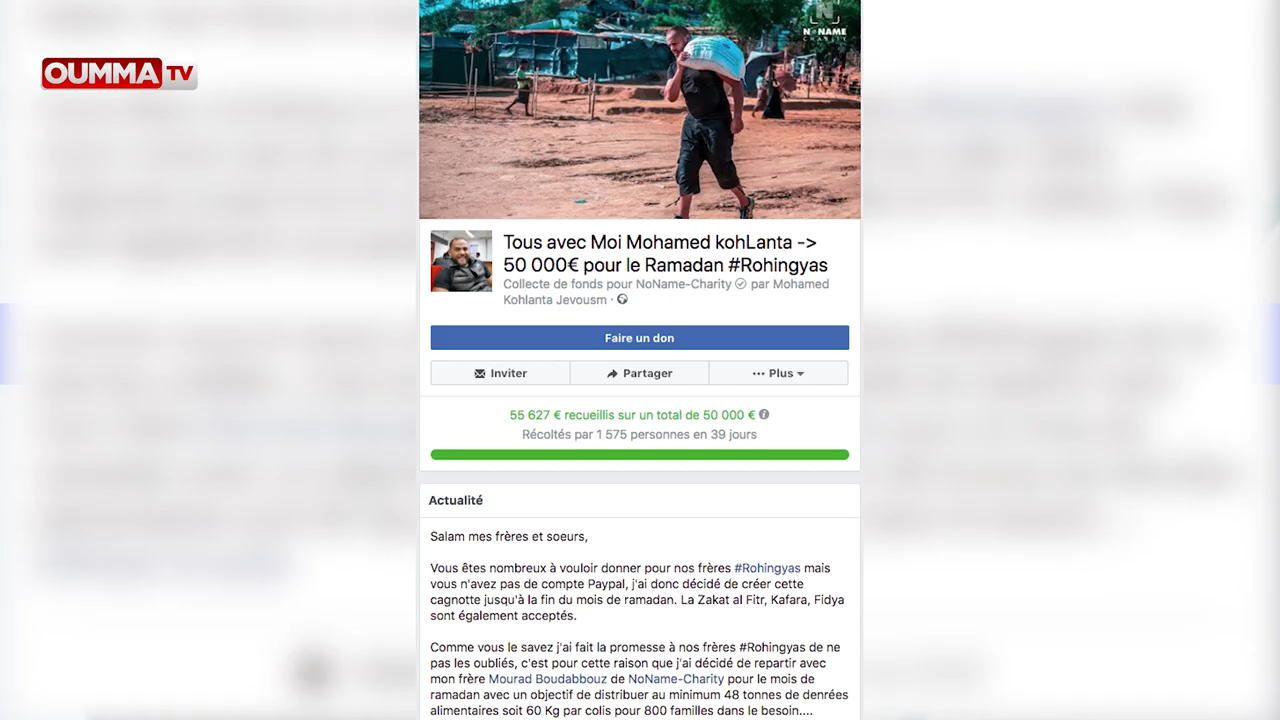 OUMMA TV
N
NONAME
CHARITY
Tous avec Moi Mohamed kohLanta ->
50 000€ pour le Ramadan #Rohingyas
Collecte de fonds pour NoName-Charity par Mohamed
Kohlanta Jevousm ·
Faire un don
Inviter
Partager
Plus
55 627 € recueillis sur un total de 50 000 €
Récoltés par 1 575 personnes en 39 jours
Actualité
Salam mes frères et soeurs,
Vous êtes nombreux à vouloir donner pour nos frères #Rohingyas mais
vous n'avez pas de compte Paypal, j'ai donc décidé de créer cette
cagnotte jusqu'à la fin du mois de ramadan. La Zakat al Fitr, Kafara, Fidya
sont également acceptés.
Comme vous le savez j'ai fait la promesse à nos frères #Rohingyas de ne
pas les oubliés, c'est pour cette raison que j'ai décidé de repartir avec
mon frère Mourad Boudabbouz de NoName-Charity pour le mois de
ramadan avec un objectif de distribuer au minimum 48 tonnes de denrées
alimentaires soit 60 Kg par colis pour 800 familles dans le besoin....